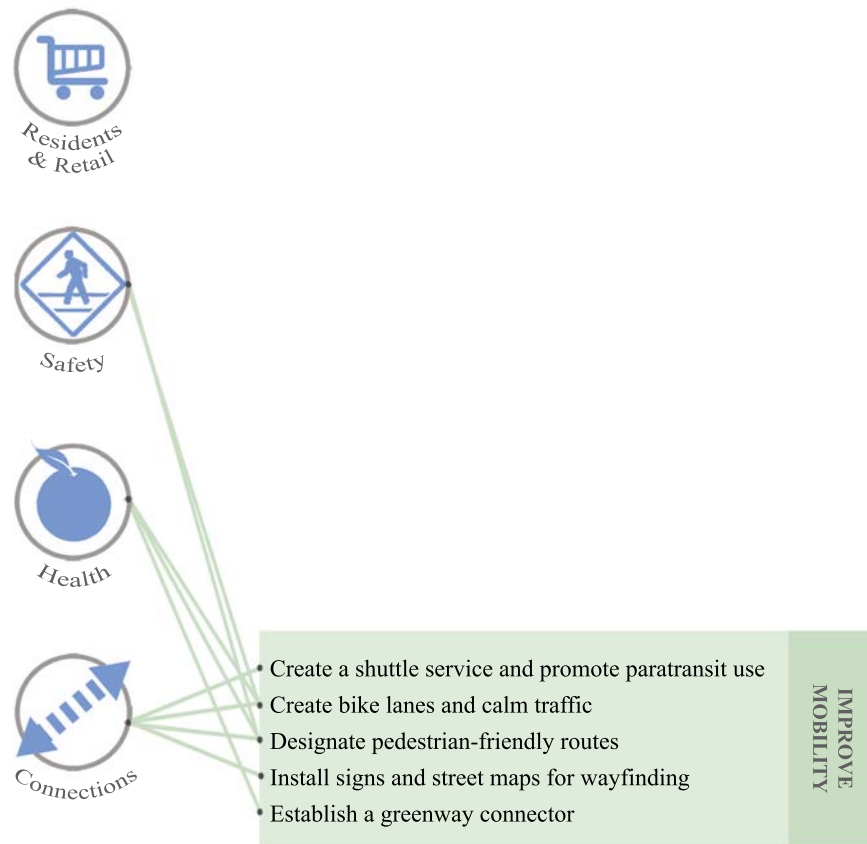 Residents
& Retail
Safety
Health
Connections
Create a shuttle service and promote paratransit use
Create bike lanes and calm traffic
Designate pedestrian-friendly routes
Install signs and street maps for wayfinding
Establish a greenway connector
IMPROVE
MOBILITY